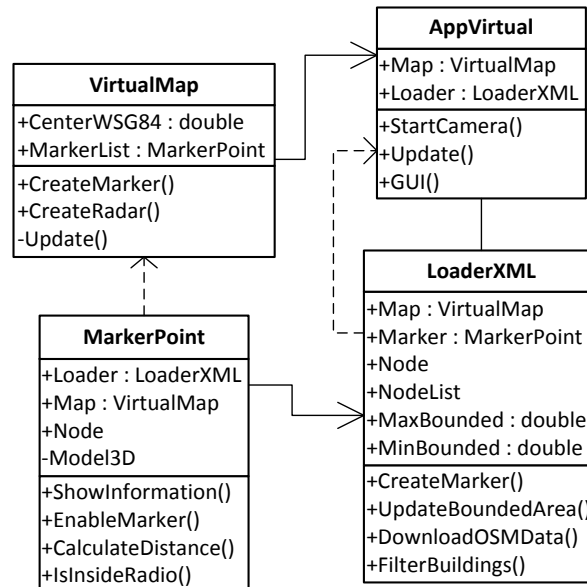 AppVirtual
+Map : VirtualMap
+Loader : LoaderXML
+StartCamera()
+Update()
+GUI()
VirtualMap
+CenterWSG84 : double
+MarkerList : MarkerPoint
+CreateMarker()
+CreateRadar()
-Update()
LoaderXML
+Map : VirtualMap
+Marker : MarkerPoint
+Node
+NodeList
+MaxBounded : double
+MinBounded : double
+CreateMarker()
+UpdateBoundedArea()
+DownloadOSMData()
+FilterBuildings()
MarkerPoint
+Loader : LoaderXML
+Map : VirtualMap
+Node
-Model3D
+ShowInformation()
+EnableMarker()
+CalculateDistance()
+IsInsideRadio()